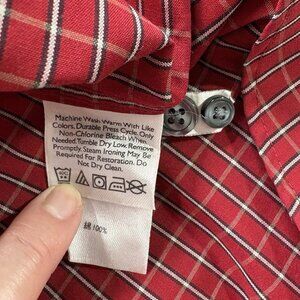 Machine Wash Warm With Like
Colors. Durable Press Cycle. Only
Non-Chlorine Bleach When
Needed. Tumble Dry Low. Remove
Promptly. Steam Ironing May Be
Required For Restoration. Do
Not Dry Clean.
綿 100%